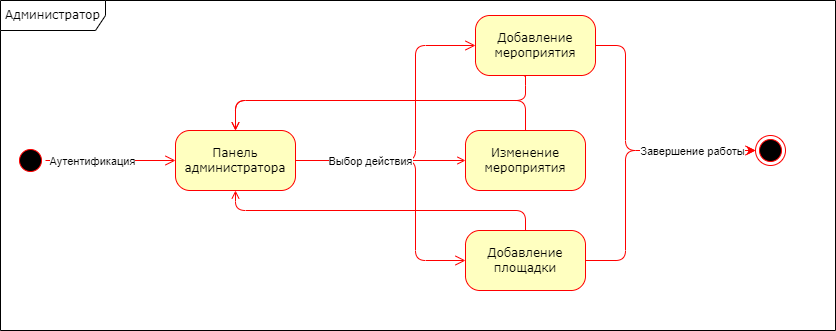 Администратор
Добавление
мероприятия
Аутентификация
Панель
администратора
Выбор действия
Изменение
мероприятия
Завершение работы
Добавление
площадки